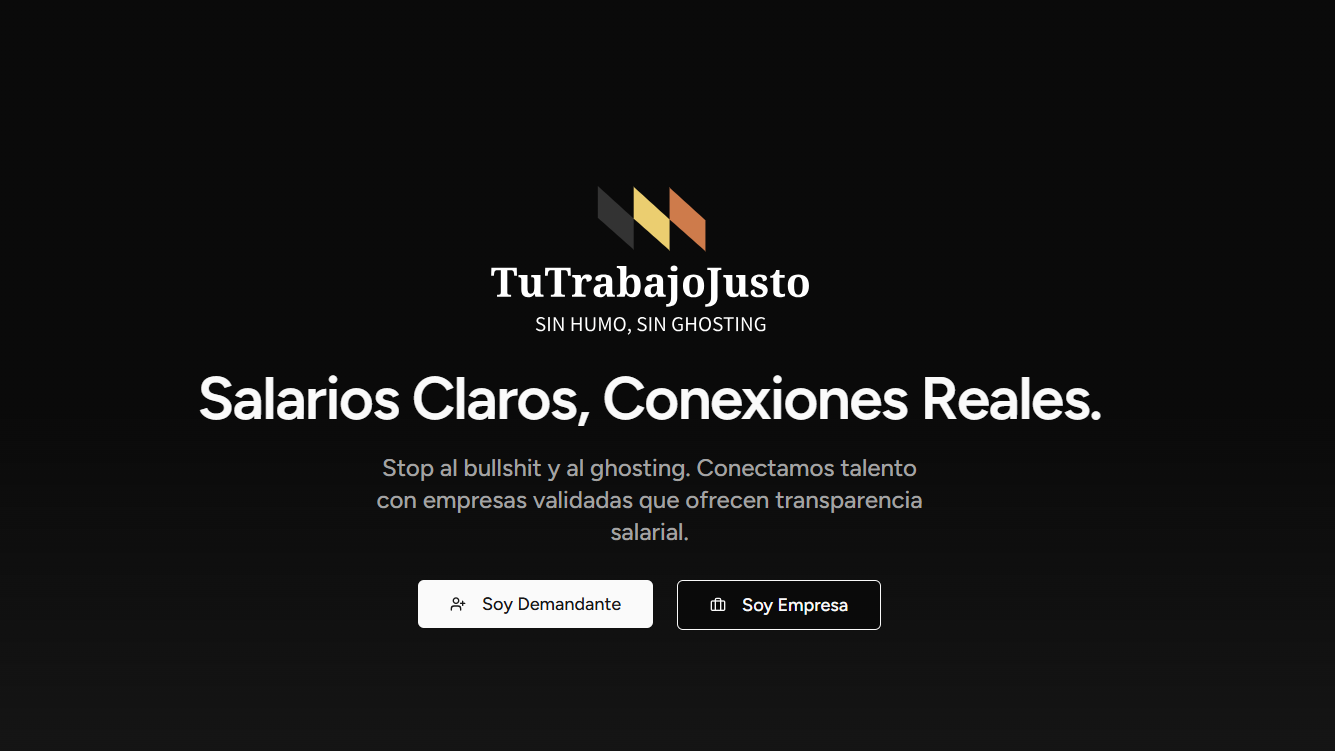 TuTrabajoJusto
SIN HUMO, SIN GHOSTING
Salarios Claros, Conexiones Reales.
Stop al bullshit y al ghosting. Conectamos talento
con empresas validadas que ofrecen transparencia
salarial.
Soy Demandante
Soy Empresa